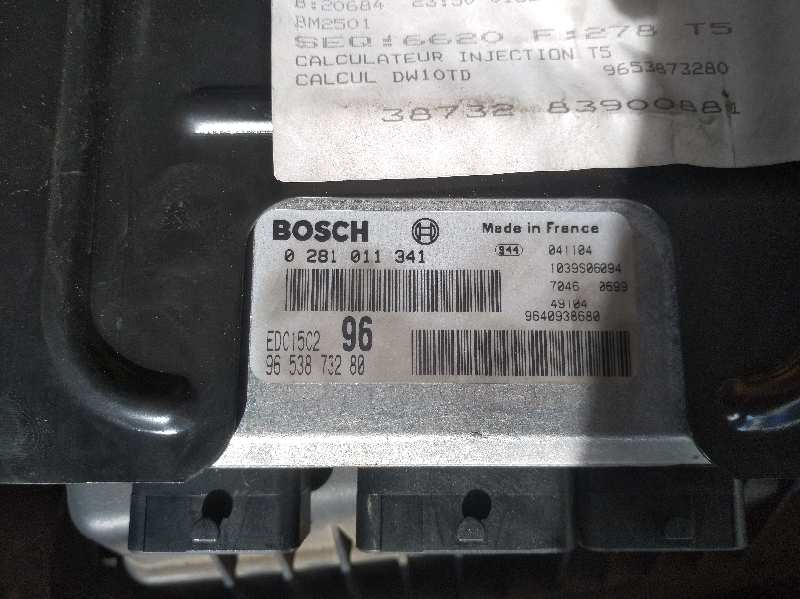 B:20684
BM2501
SEQ:6620 F:278 T5
CALCULATEUR INJECTION T5
CALCUL DW10TD 9653873280
38732 83900881
BOSCH Made in France
0 281 011 341 041104
1039S06094
7046 0699
49104
9640938680
EDC15C2 96
96 538 732 80